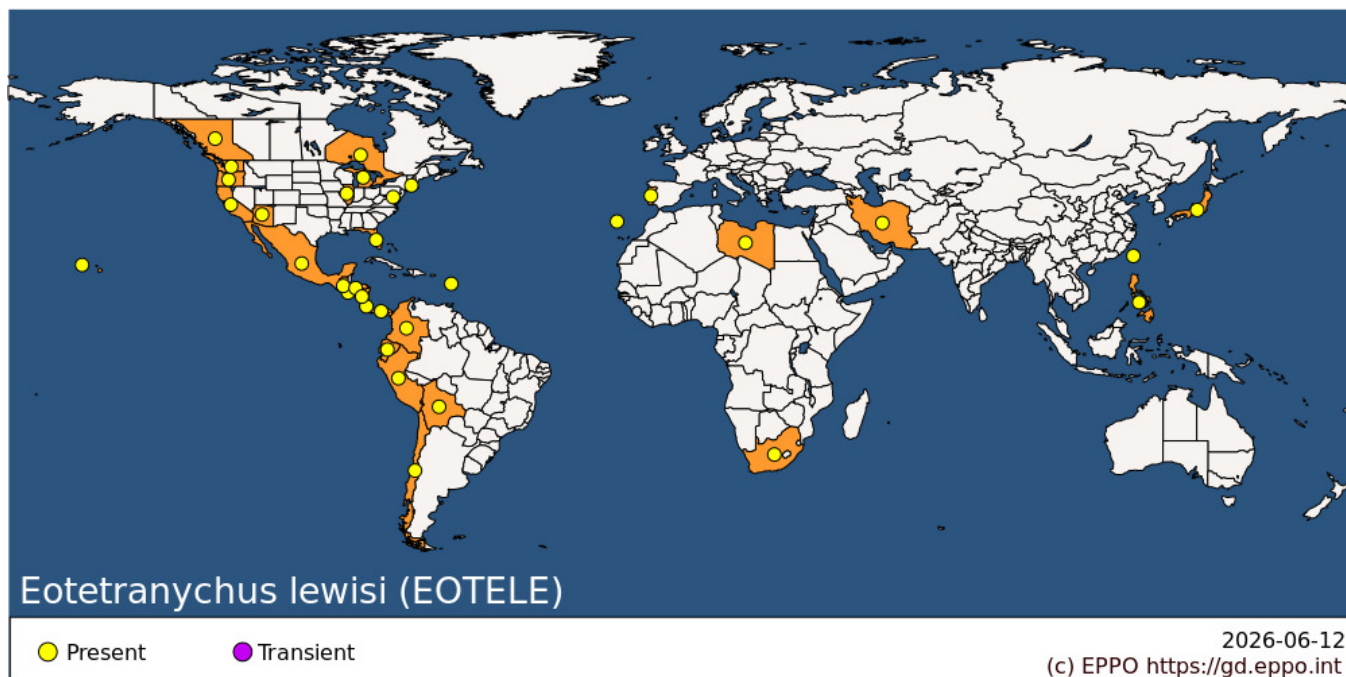 Eotetranychus lewisi (EOTELE)
Present
Transient
2026-06-12
(c) EPPO https://gd.eppo.int